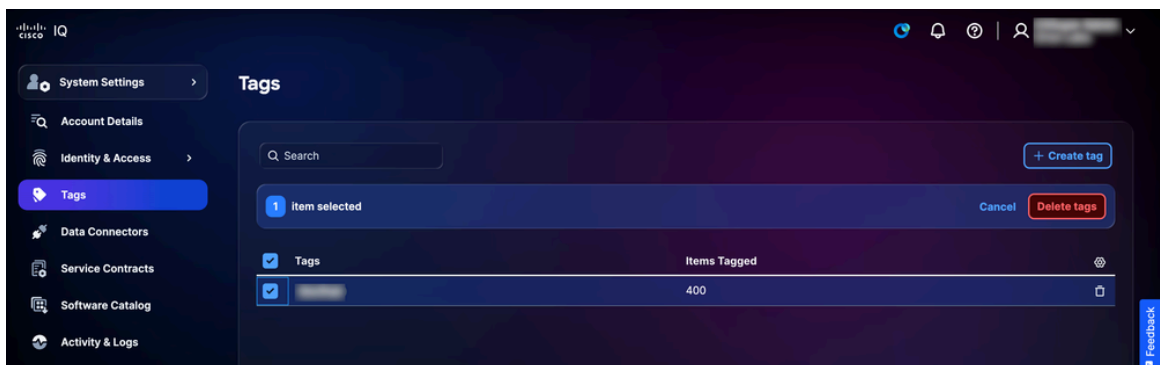 cisco IQ
System Settings
Tags
Account Details
Search
Identity & Access
+ Create tag
Tags
1 item selected
Cancel
Delete tags
Data Connectors
Tags
Items Tagged
Service Contracts
400
Software Catalog
Activity & Logs
Feedback